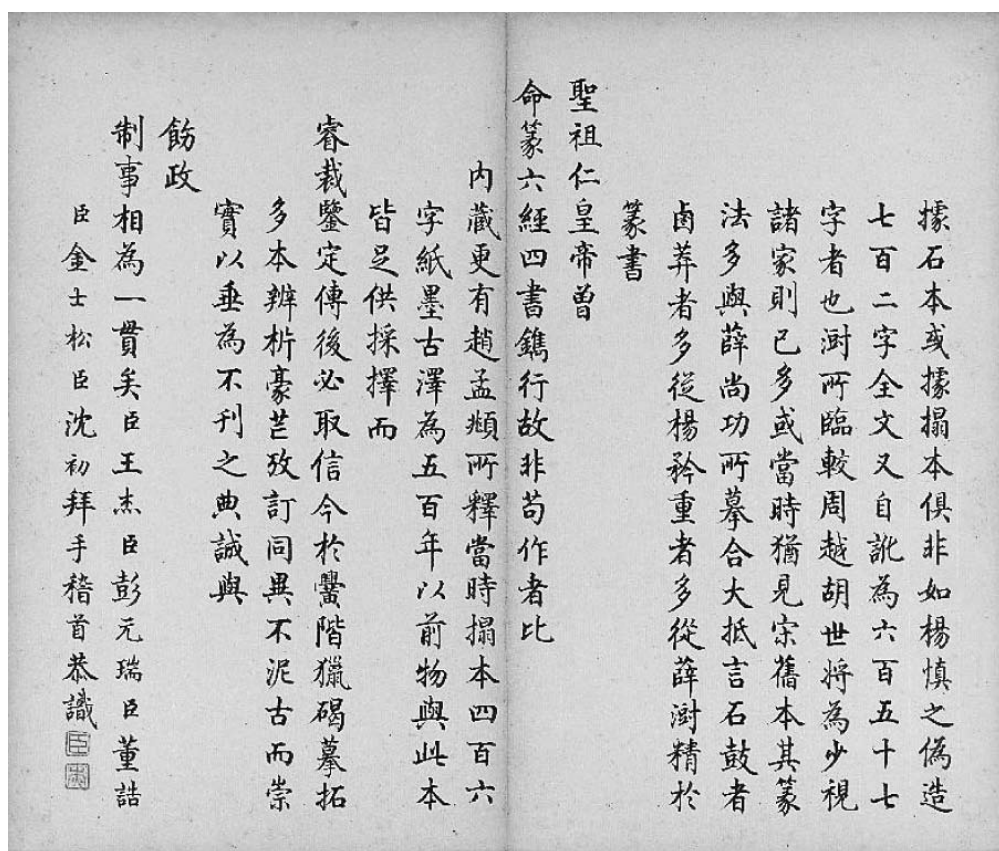 據石本或據搨本俱非如楊慎之偽造
七百二字全文又自訛為六百五十七
字者也澍所臨較周越胡世將為少視
諸家則已多或當時猶見宋舊本其篆
法多與薛尚功所摹合大抵言石鼓者
鹵莽者多從楊矜重者多從薛澍精於
篆書
聖祖仁皇帝曽
命篆六經四書鐫行故非苟作者比
內藏更有趙孟頫所釋當時搨本四百六
字紙墨古澤為五百年以前物與此本
皆足供採擇而
睿裁鑒定傳後必取信今於黌階獵碣摹拓
多本辨析豪芒攷訂同異不泥古而崇
實以垂為不刊之典誠與
飭政
制事相為一貫矣臣王杰臣彭元瑞臣董誥
臣金士松臣沈初拜手稽首恭識